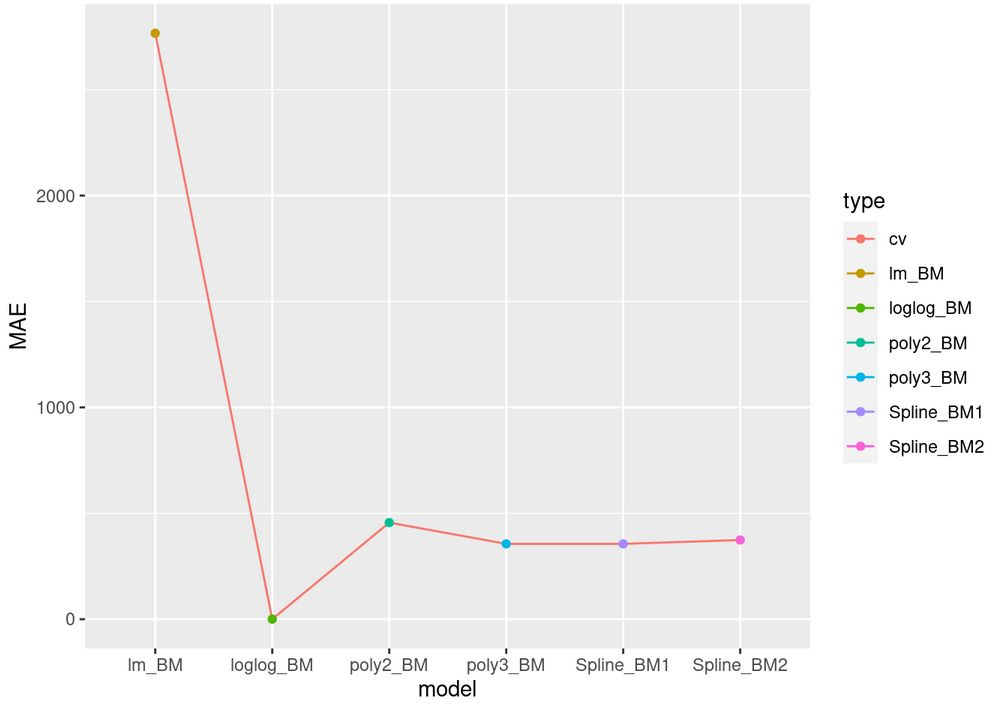 MAE
2000
1000
0
lm_BM
loglog_BM
poly2_BM
poly3_BM
Spline_BM1
Spline_BM2
model
type
cv
lm_BM
loglog_BM
poly2_BM
poly3_BM
Spline_BM1
Spline_BM2